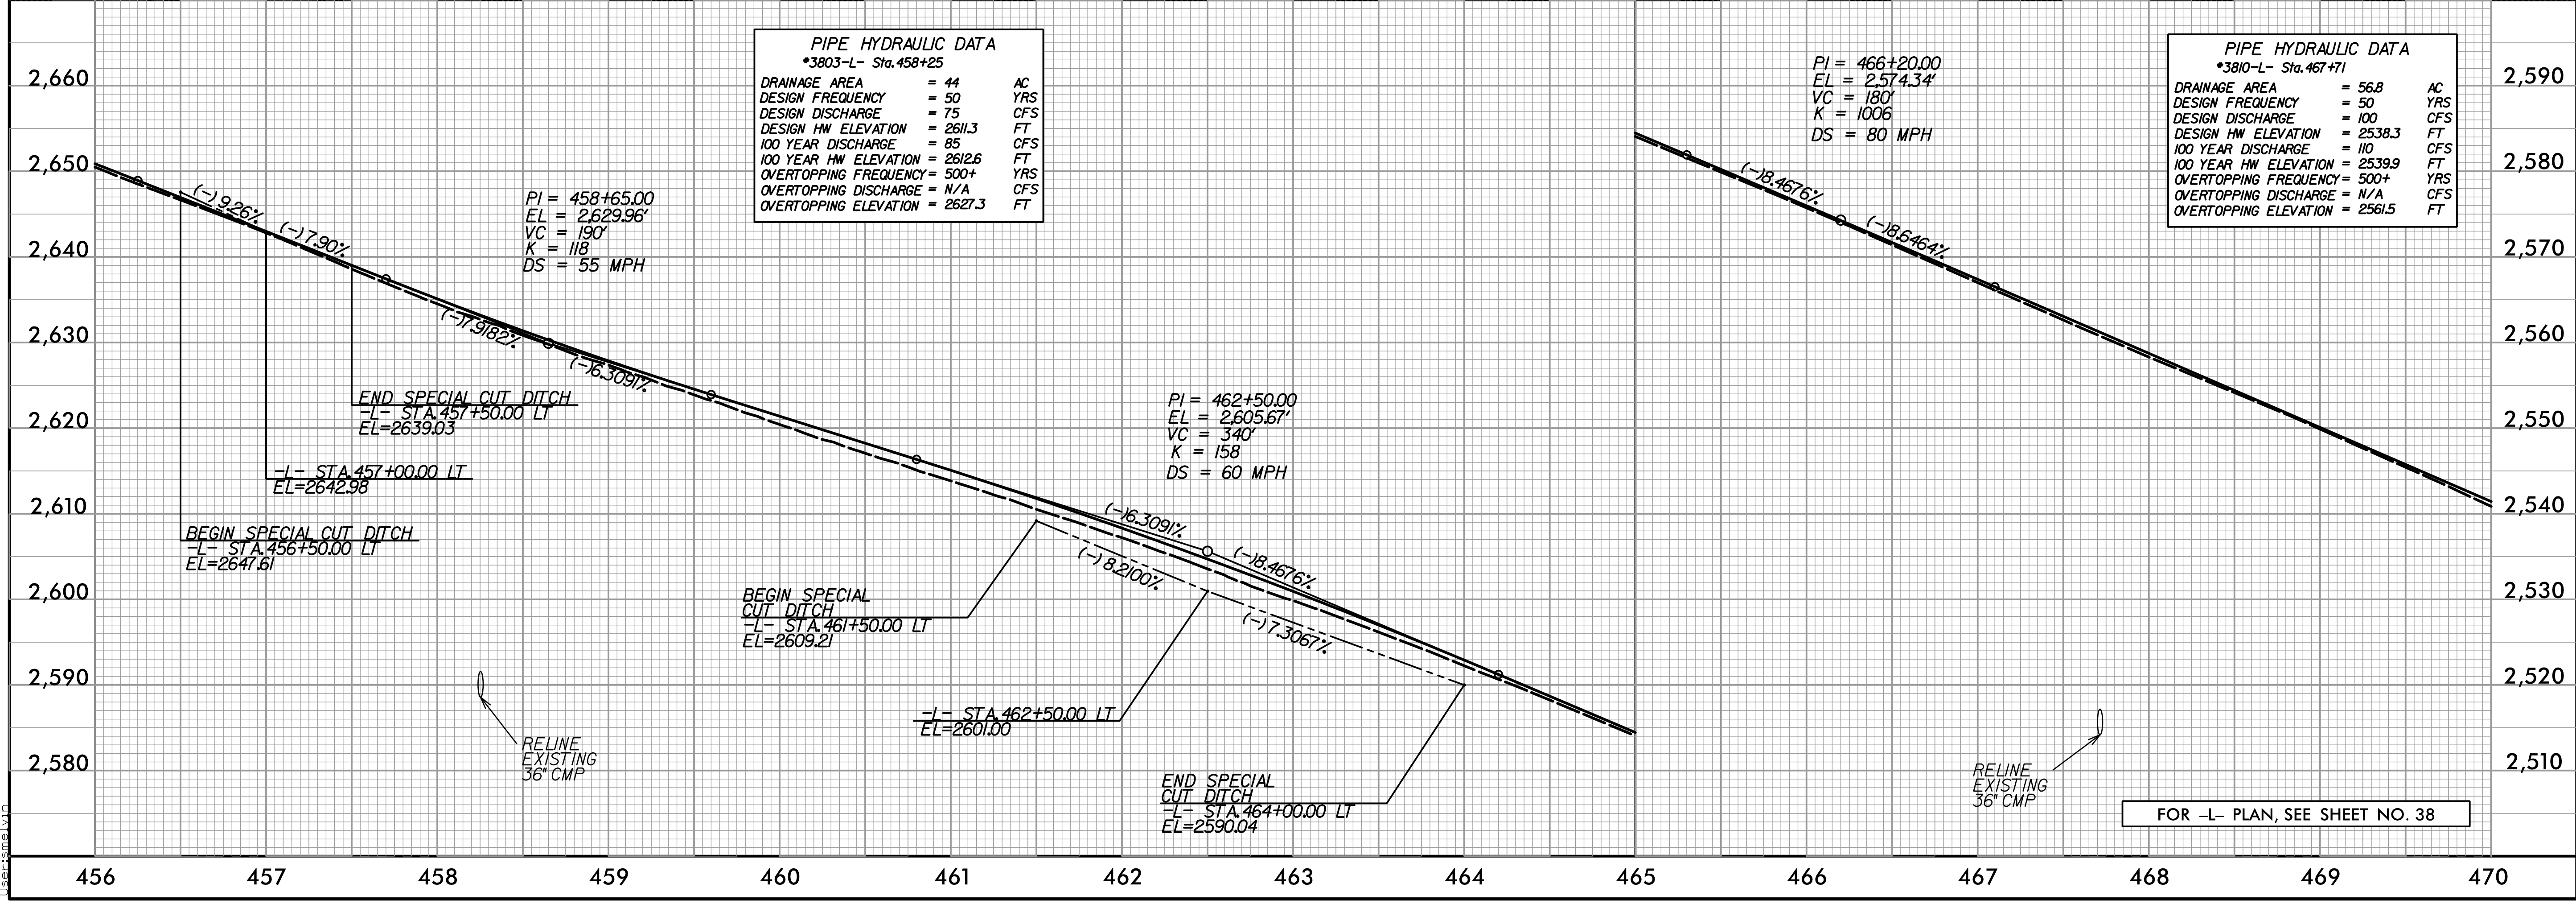 PIPE HYDRAULIC DATA
*3803-L- Sta. 458+25
DRAINAGE AREA = 44 AC
DESIGN FREQUENCY = 50 YRS
DESIGN DISCHARGE = 75 CFS
DESIGN HW ELEVATION = 2611.3 FT
100 YEAR DISCHARGE = 85 CFS
100 YEAR HW ELEVATION = 2612.6 FT
OVERTOPPING FREQUENCY = 500+ YRS
OVERTOPPING DISCHARGE = N/A CFS
OVERTOPPING ELEVATION = 2627.3 FT
PIPE HYDRAULIC DATA
*3810-L- Sta. 467+71
DRAINAGE AREA = 56.8 AC
DESIGN FREQUENCY = 50 YRS
DESIGN DISCHARGE = 100 CFS
DESIGN HW ELEVATION = 2538.3 FT
100 YEAR DISCHARGE = 110 CFS
100 YEAR HW ELEVATION = 2539.9 FT
OVERTOPPING FREQUENCY = 500+ YRS
OVERTOPPING DISCHARGE = N/A CFS
OVERTOPPING ELEVATION = 2561.5 FT
PI = 466+20.00
EL = 2,574.34'
VC = 180'
K = 1006
DS = 80 MPH
2,660
2,650
2,640
2,630
2,620
2,610
2,600
2,590
2,580
2,590
2,580
2,570
2,560
2,550
2,540
2,530
2,520
2,510
(-) 9.26%
(-) 7.90%
(-)7.9182%
(-)6.3091%
PI = 458+65.00
EL = 2,629.96'
VC = 190'
K = 118
DS = 55 MPH
(-)8.4676%
(-)8.6464%
END SPECIAL CUT DITCH
-L- STA. 457+50.00 LT
EL=2639.03
-L- STA. 457+00.00 LT
EL=2642.98
BEGIN SPECIAL CUT DITCH
-L- STA. 456+50.00 LT
EL=2647.61
PI = 462+50.00
EL = 2,605.67'
VC = 340'
K = 158
DS = 60 MPH
(-)6.3091%
(-)8.4676%
(-) 8.2100%
(-) 7.3067%
BEGIN SPECIAL
CUT DITCH
-L- STA. 461+50.00 LT
EL=2609.21
-L- STA. 462+50.00 LT
EL=2601.00
END SPECIAL
CUT DITCH
-L- STA. 464+00.00 LT
EL=2590.04
RELINE
EXISTING
36" CMP
RELINE
EXISTING
36" CMP
FOR -L- PLAN, SEE SHEET NO. 38
456 457 458 459 460 461 462 463 464 465 466 467 468 469 470
User:smelvin